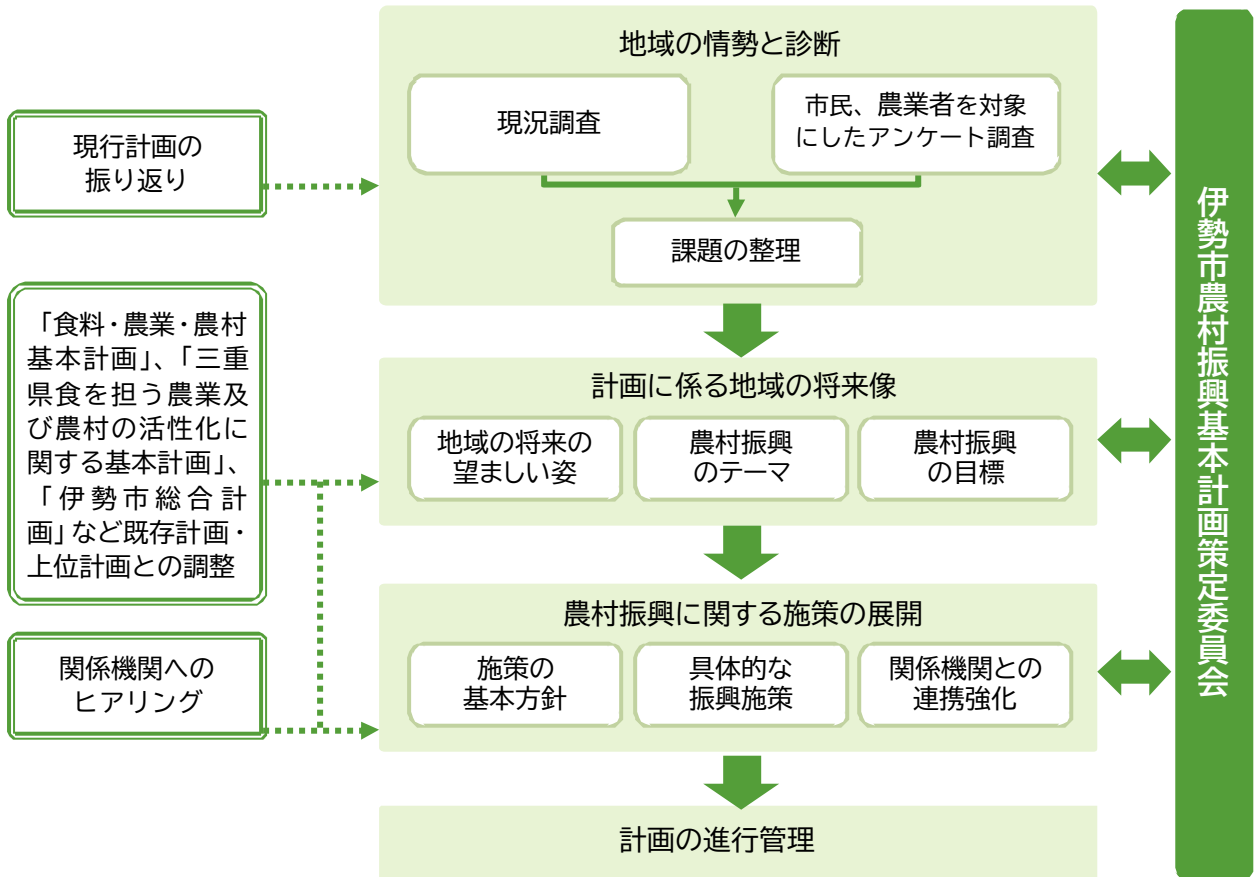 地域の情勢と診断
現況調査
市民、農業者を対象
にしたアンケート調査
課題の整理
現行計画の
振り返り
「食料・農業・農村
基本計画」、「三重
県食を担う農業及
び農村の活性化に
関する基本計画」、
「伊勢市総合計
画」など既存計画・
上位計画との調整
関係機関への
ヒアリング
計画に係る地域の将来像
地域の将来の
望ましい姿
農村振興
のテーマ
農村振興
の目標
農村振興に関する施策の展開
施策の
基本方針
具体的な
振興施策
関係機関との
連携強化
計画の進行管理
伊勢市農村振興基本計画策定委員会